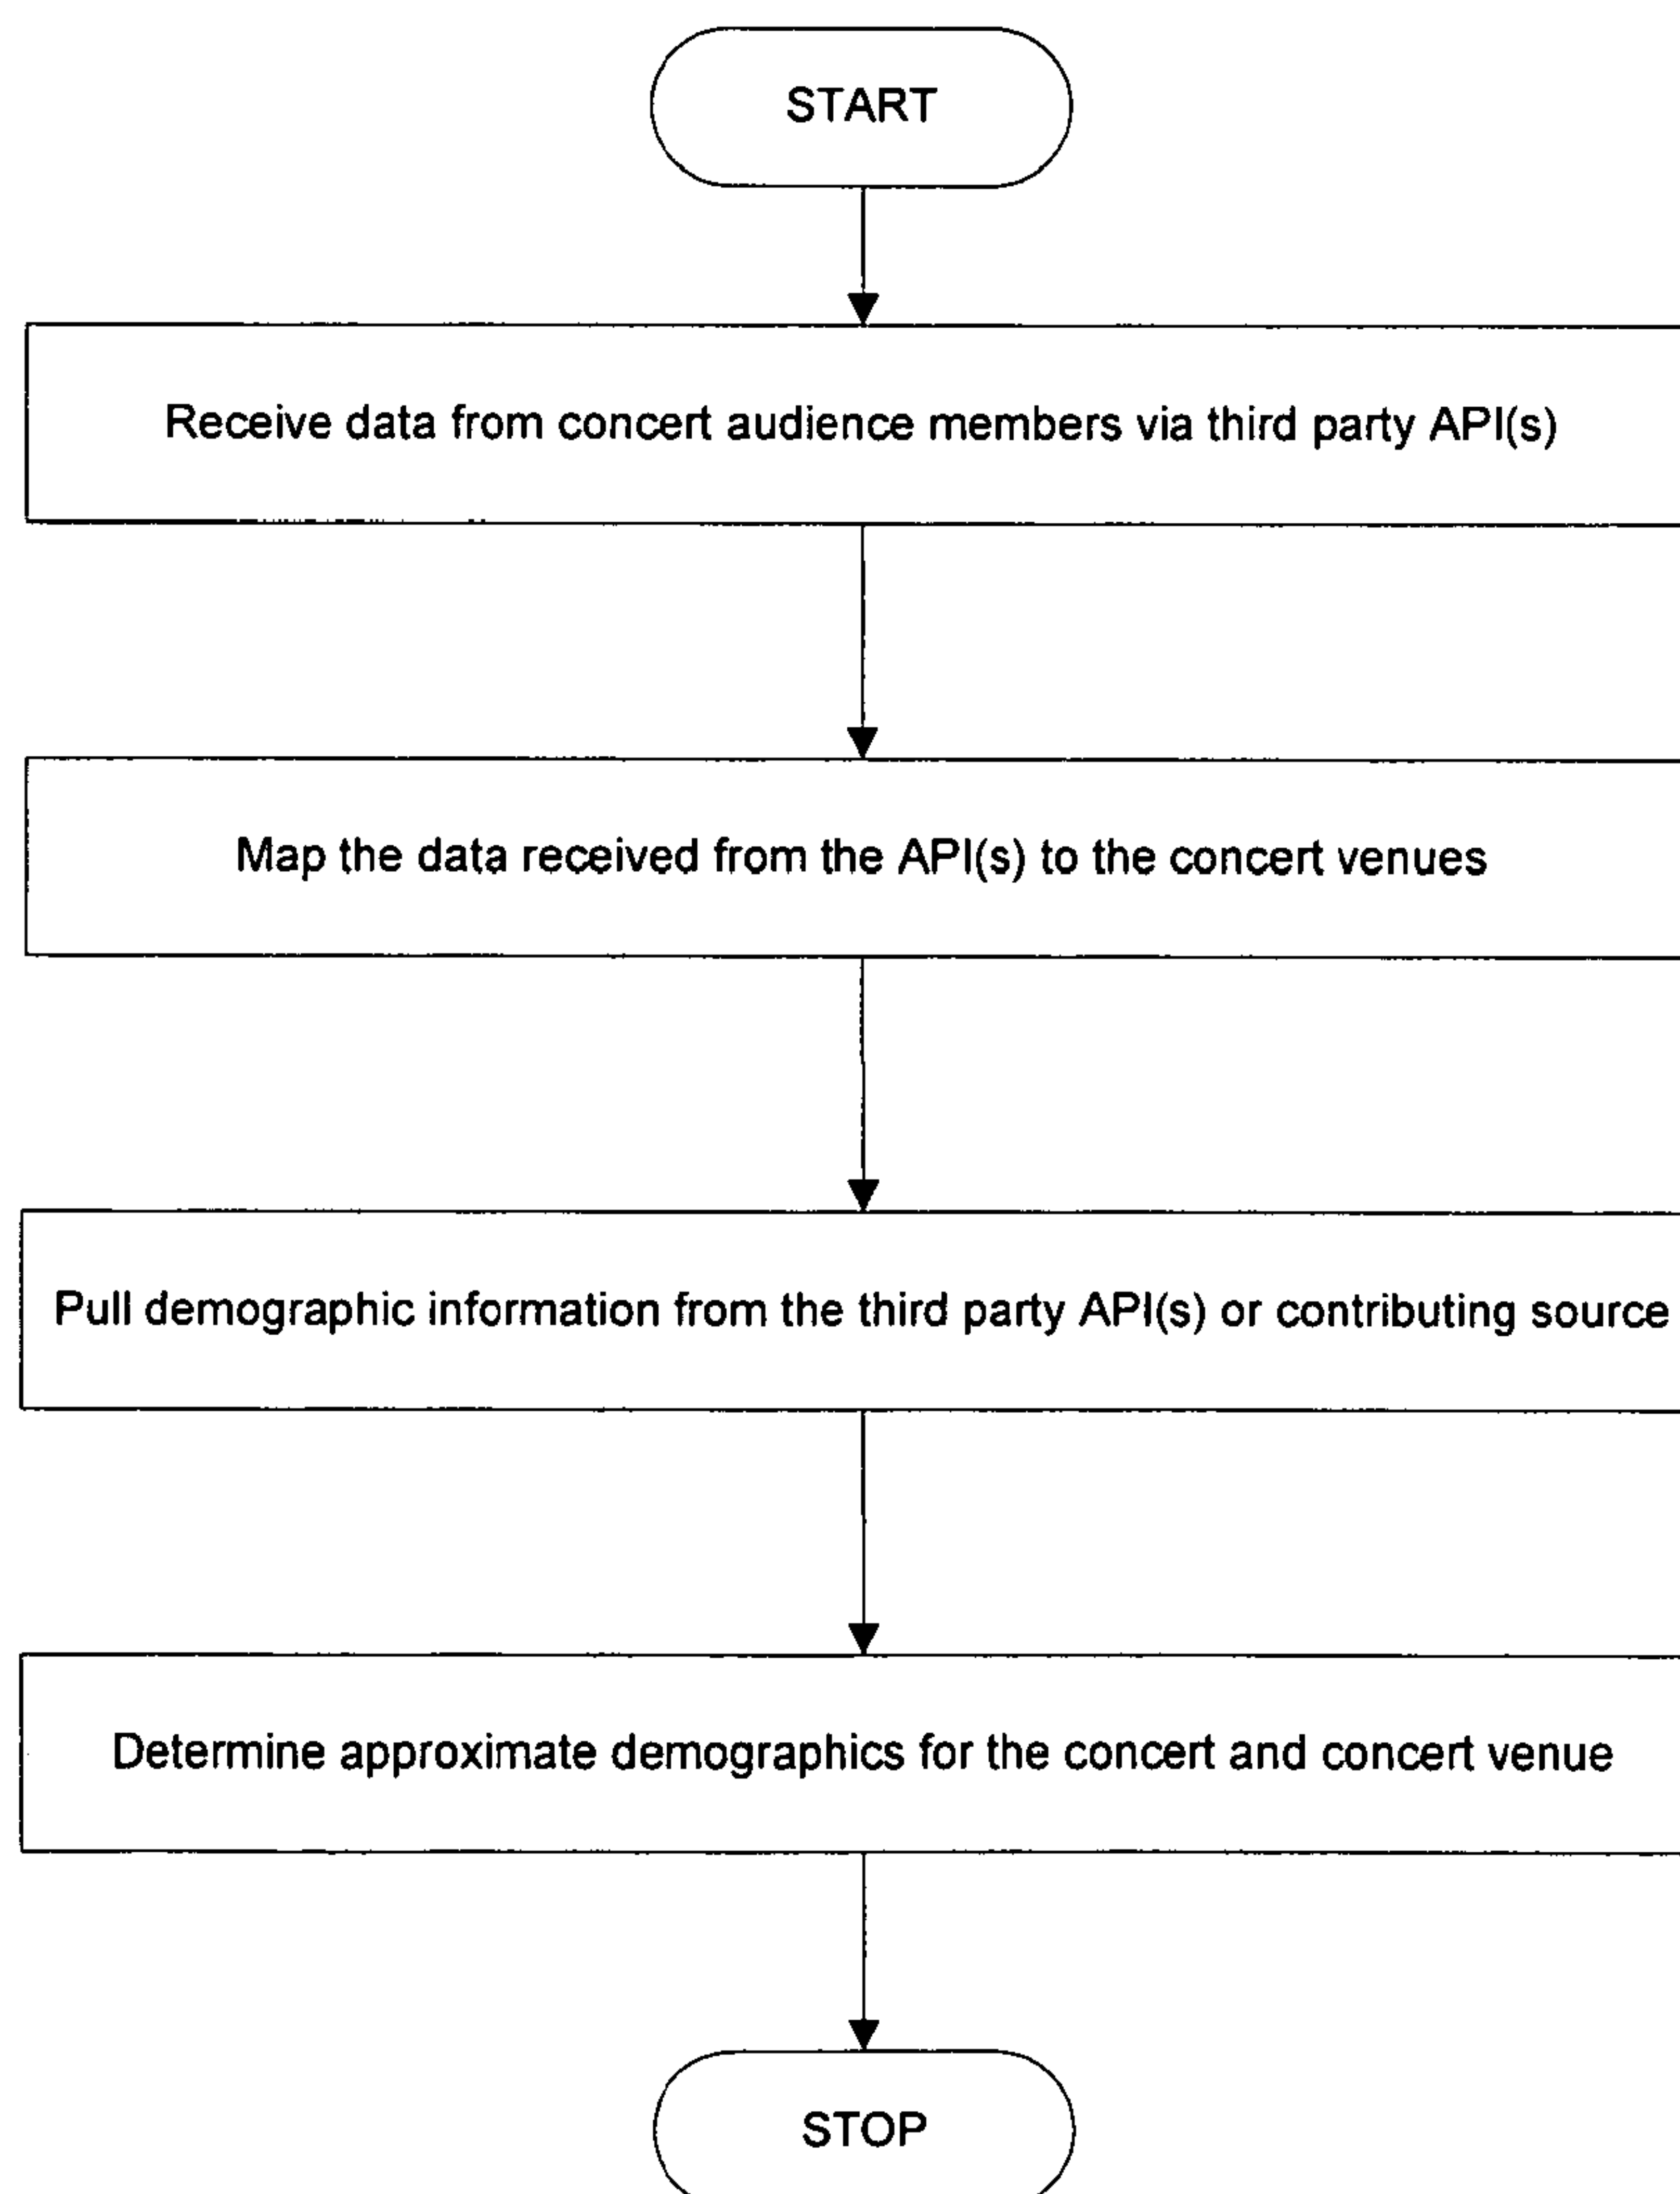 START
Receive data from concert audience members via third party API(s)
Map the data received from the API(s) to the concert venues
Pull demographic information from the third party API(s) or contributing source
Determine approximate demographics for the concert and concert venue
STOP